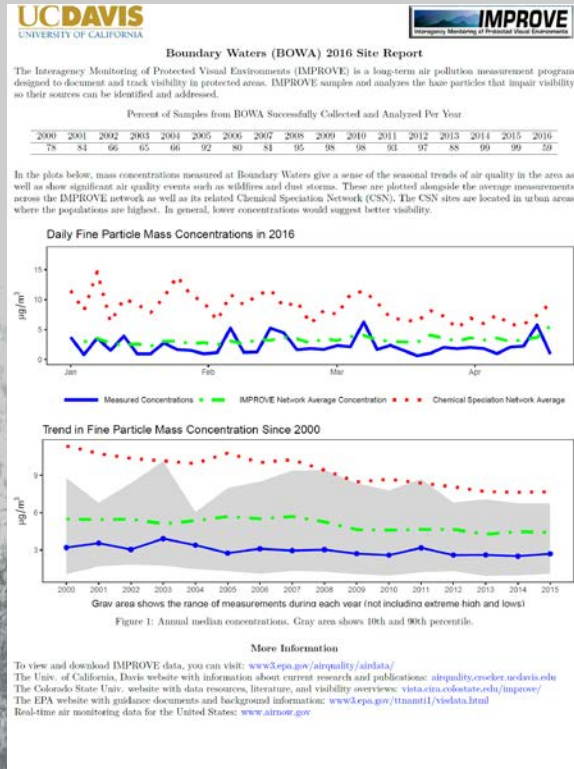 UCDAVIS
UNIVERSITY OF CALIFORNIA
IMPROVE
Interagency Monitoring of Protected Visual Environments
Boundary Waters (BOWA) 2016 Site Report
The Interagency Monitoring of Protected Visual Environments (IMPROVE) is a long-term air pollution measurement program
designed to document and track visibility in protected areas. IMPROVE samples and analyzes the haze particles that impair visibility
so their sources can be identified and addressed.
Percent of Samples from BOWA Successfully Collected and Analyzed Per Year
2000 2001 2002 2003 2004 2005 2006 2007 2008 2009 2010 2011 2012 2013 2014 2015 2016
78 84 66 65 66 92 80 81 95 98 98 93 97 88 99 99 59
In the plots below, mass concentrations measured at Boundary Waters give a sense of the seasonal trends of air quality in the area as
well as show significant air quality events such as wildfires and dust storms. These are plotted alongside the average measurements
across the IMPROVE network as well as its related Chemical Speciation Network (CSN). The CSN sites are located in urban areas
where the populations are highest. In general, lower concentrations would suggest better visibility.
Daily Fine Particle Mass Concentrations in 2016
μg/m³
15
10
5
0
Jan Feb Mar Apr
Measured Concentrations IMPROVE Network Average Concentration Chemical Speciation Network Average
Trend in Fine Particle Mass Concentration Since 2000
μg/m³
9
6
3
2000 2001 2002 2003 2004 2005 2006 2007 2008 2009 2010 2011 2012 2013 2014 2015
Gray area shows the range of measurements during each year (not including extreme high and lows)
Figure 1: Annual median concentrations. Gray area shows 10th and 90th percentile.
More Information
To view and download IMPROVE data, you can visit: www3.epa.gov/airquality/airdata/
The Univ. of California, Davis website with information about current research and publications: airquality.crocker.ucdavis.edu
The Colorado State Univ. website with data resources, literature, and visibility overviews: vista.cira.colostate.edu/improve/
The EPA website with guidance documents and background information: www3.epa.gov/ttnamti1/visdata.html
Real-time air monitoring data for the United States: www.airnow.gov